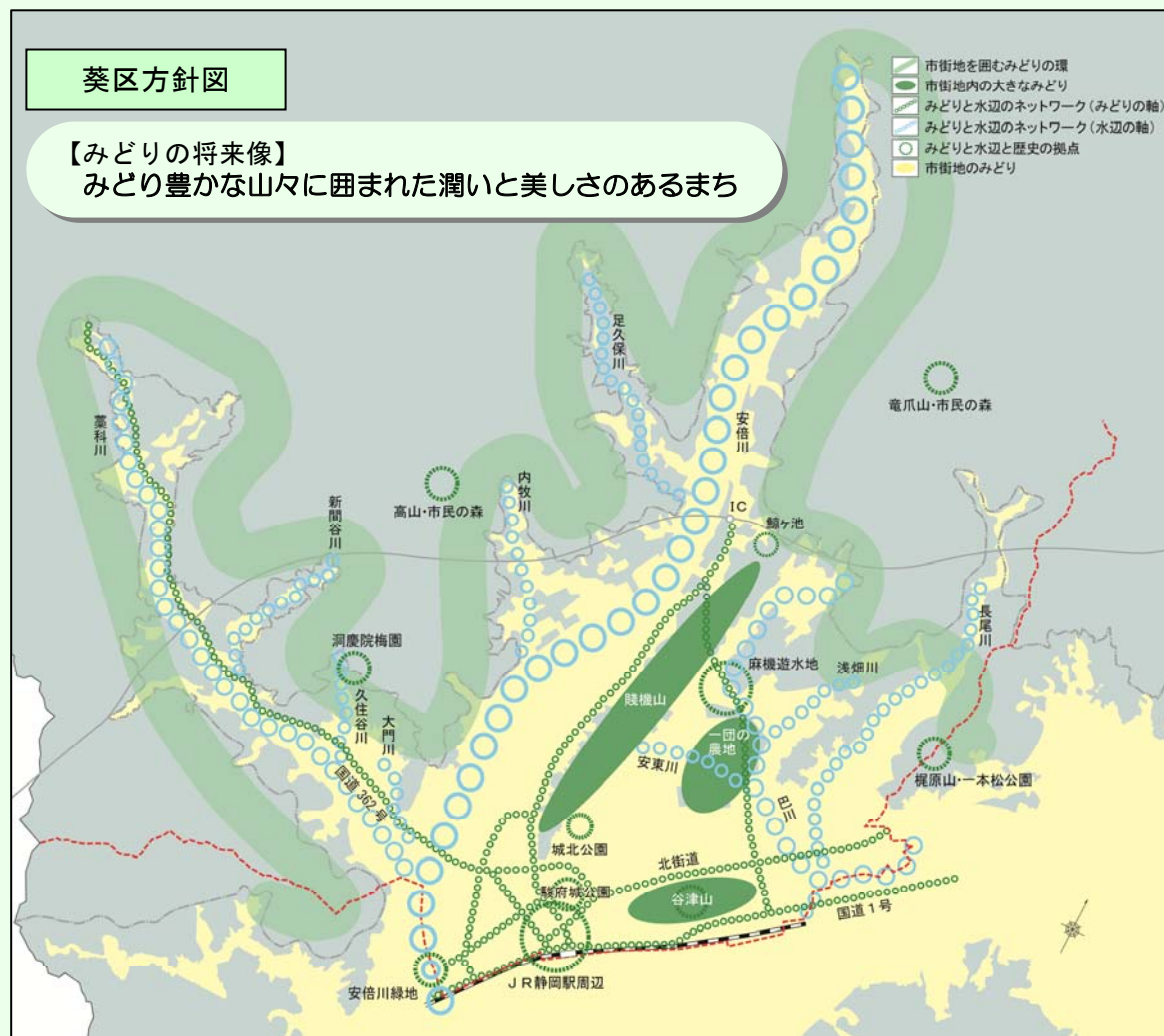 葵区方針図
【みどりの将来像】
みどり豊かな山々に囲まれた潤いと美しさのあるまち
市街地を囲むみどりの環
市街地内の大きなみどり
みどりと水辺のネットワーク(みどりの軸)
みどりと水辺のネットワーク(水辺の軸)
みどりと水辺と歴史の拠点
市街地のみどり
足久保川
竜爪山・市民の森
藁科川
安倍川
内牧川
新間谷川
高山・市民の森
IC
鯨ヶ池
長尾川
洞慶院梅園
麻機遊水地
浅畑川
久住谷川
賤機山
大門川
一団の
農地
安東川
国道362号
梶原山・一本松公園
巴川
城北公園
北街道
駿府城公園
谷津山
国道1号
安倍川緑地
JR静岡駅周辺